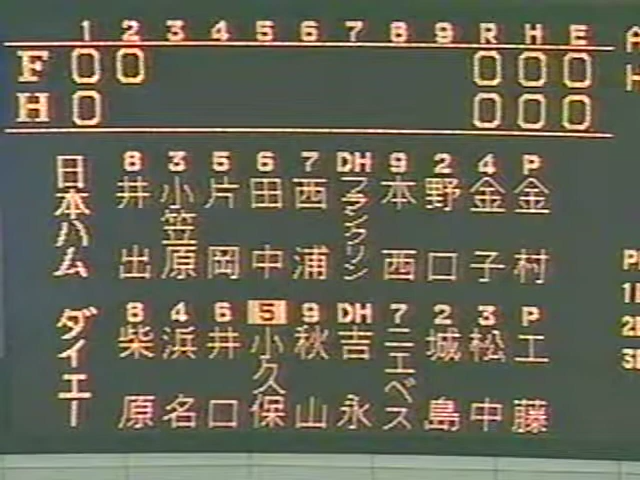 1 2 3 4 5 6 7 8 9 R H E
F 0 0 0 0 0
H 0 0 0 0
日本ハム
8 3 5 6 7 DH 9 2 4 P
井出 小笠原 片岡 田中 西浦 フランクリン 本西 野口 金子 金村
ダイエー
8 4 6 5 9 DH 7 2 3 P
柴原 浜名 井口 小久保 秋山 吉永 ニエベス 城島 松中 工藤